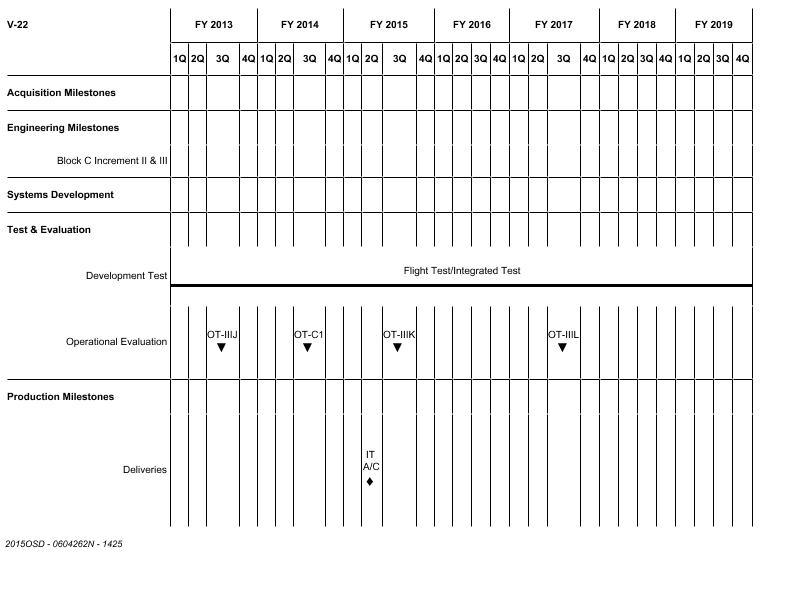 V-22 FY 2013 FY 2014 FY 2015 FY 2016 FY 2017 FY 2018 FY 2019
1Q 2Q 3Q 4Q 1Q 2Q 3Q 4Q 1Q 2Q 3Q 4Q 1Q 2Q 3Q 4Q 1Q 2Q 3Q 4Q 1Q 2Q 3Q 4Q 1Q 2Q 3Q 4Q
Acquisition Milestones
Engineering Milestones
Block C Increment II & III
Systems Development
Test & Evaluation
Flight Test/Integrated Test
Development Test
OT-IIIJ OT-C1 OT-IIIK OT-IIIL
Operational Evaluation
Production Milestones
IT
A/C
Deliveries
2015OSD - 0604262N - 1425